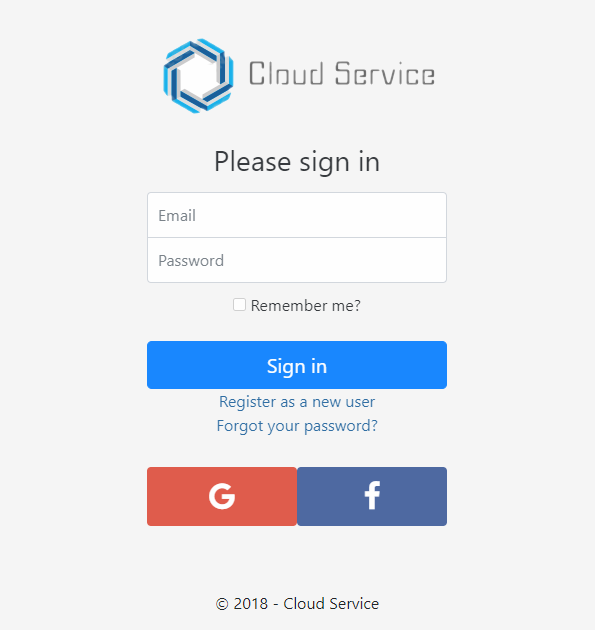 Cloud Service
Please sign in
Email
Password
Remember me?
Sign in
Register as a new user
Forgot your password?
G f
© 2018 - Cloud Service